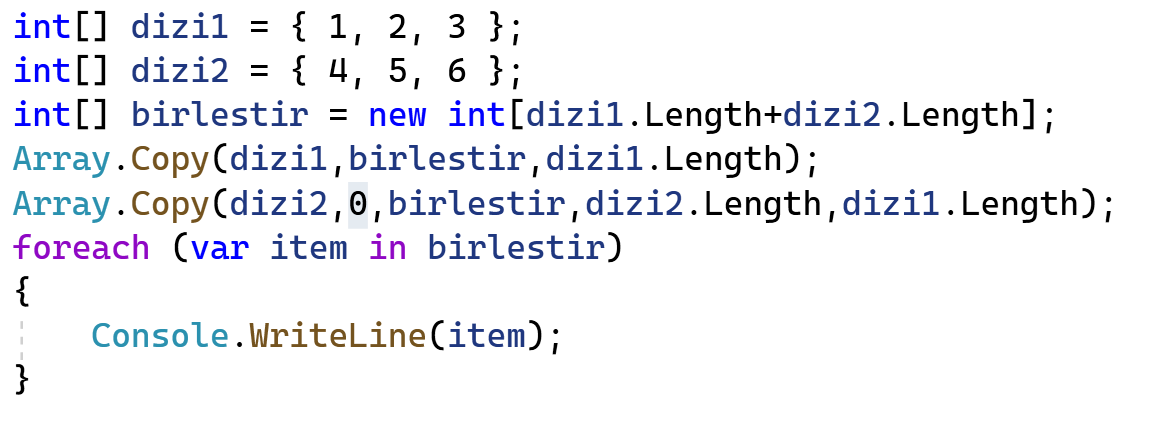 int[] dizi1 = { 1, 2, 3 };
int[] dizi2 = { 4, 5, 6 };
int[] birlestir = new int[dizi1.Length+dizi2.Length];
Array.Copy(dizi1,birlestir,dizi1.Length);
Array.Copy(dizi2,0,birlestir,dizi2.Length,dizi1.Length);
foreach (var item in birlestir)
{
    Console.WriteLine(item);
}